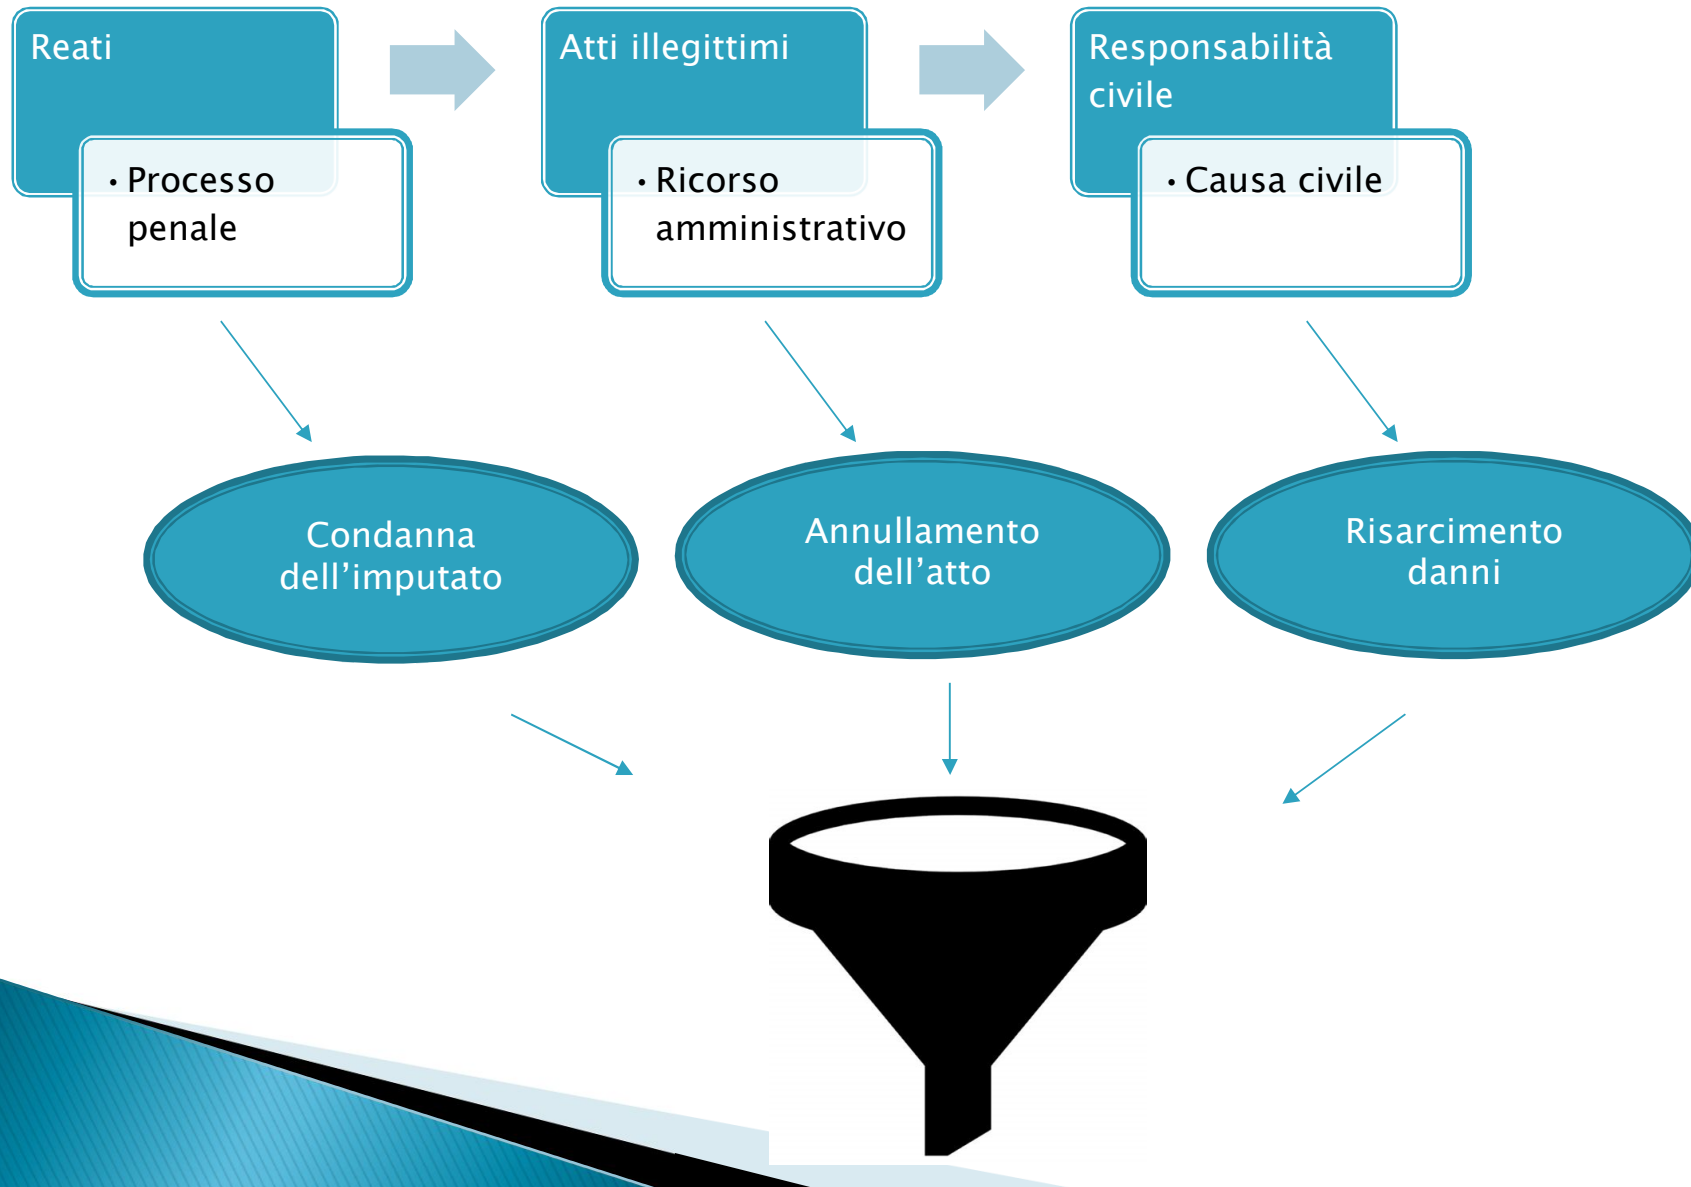 Reati
• Processo
penale
Atti illegittimi
• Ricorso
amministrativo
Responsabilità
civile
• Causa civile
Condanna
dell’imputato
Annullamento
dell’atto
Risarcimento
danni